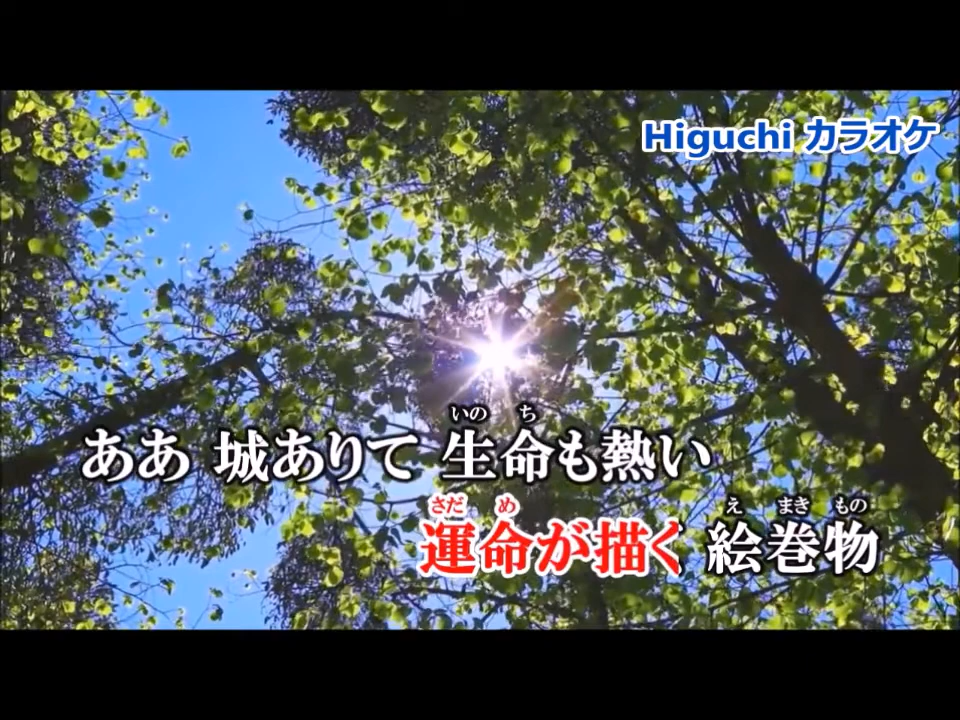 Higuchi カラオケ
いのち
ああ 城ありて 生命も熱い
さだめ えまきもの
運命が描く 絵巻物